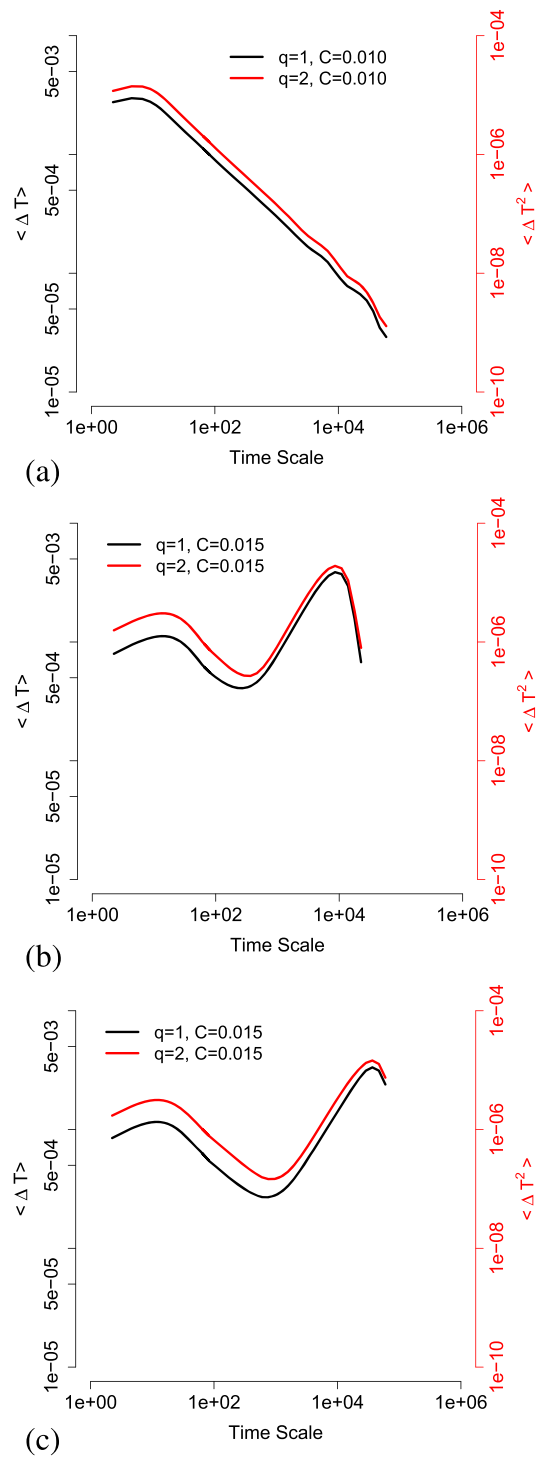 q=1, C=0.010
q=2, C=0.010
5e−03
5e−04
5e−05
1e−05
< Δ T>
1e−04
1e−06
1e−08
1e−10
< Δ T² >
1e+00 1e+02 1e+04 1e+06
Time Scale
(a)
q=1, C=0.015
q=2, C=0.015
5e−03
5e−04
5e−05
1e−05
< Δ T>
1e−04
1e−06
1e−08
1e−10
< Δ T² >
1e+00 1e+02 1e+04 1e+06
Time Scale
(b)
q=1, C=0.015
q=2, C=0.015
5e−03
5e−04
5e−05
1e−05
< Δ T>
1e−04
1e−06
1e−08
1e−10
< Δ T² >
1e+00 1e+02 1e+04 1e+06
Time Scale
(c)